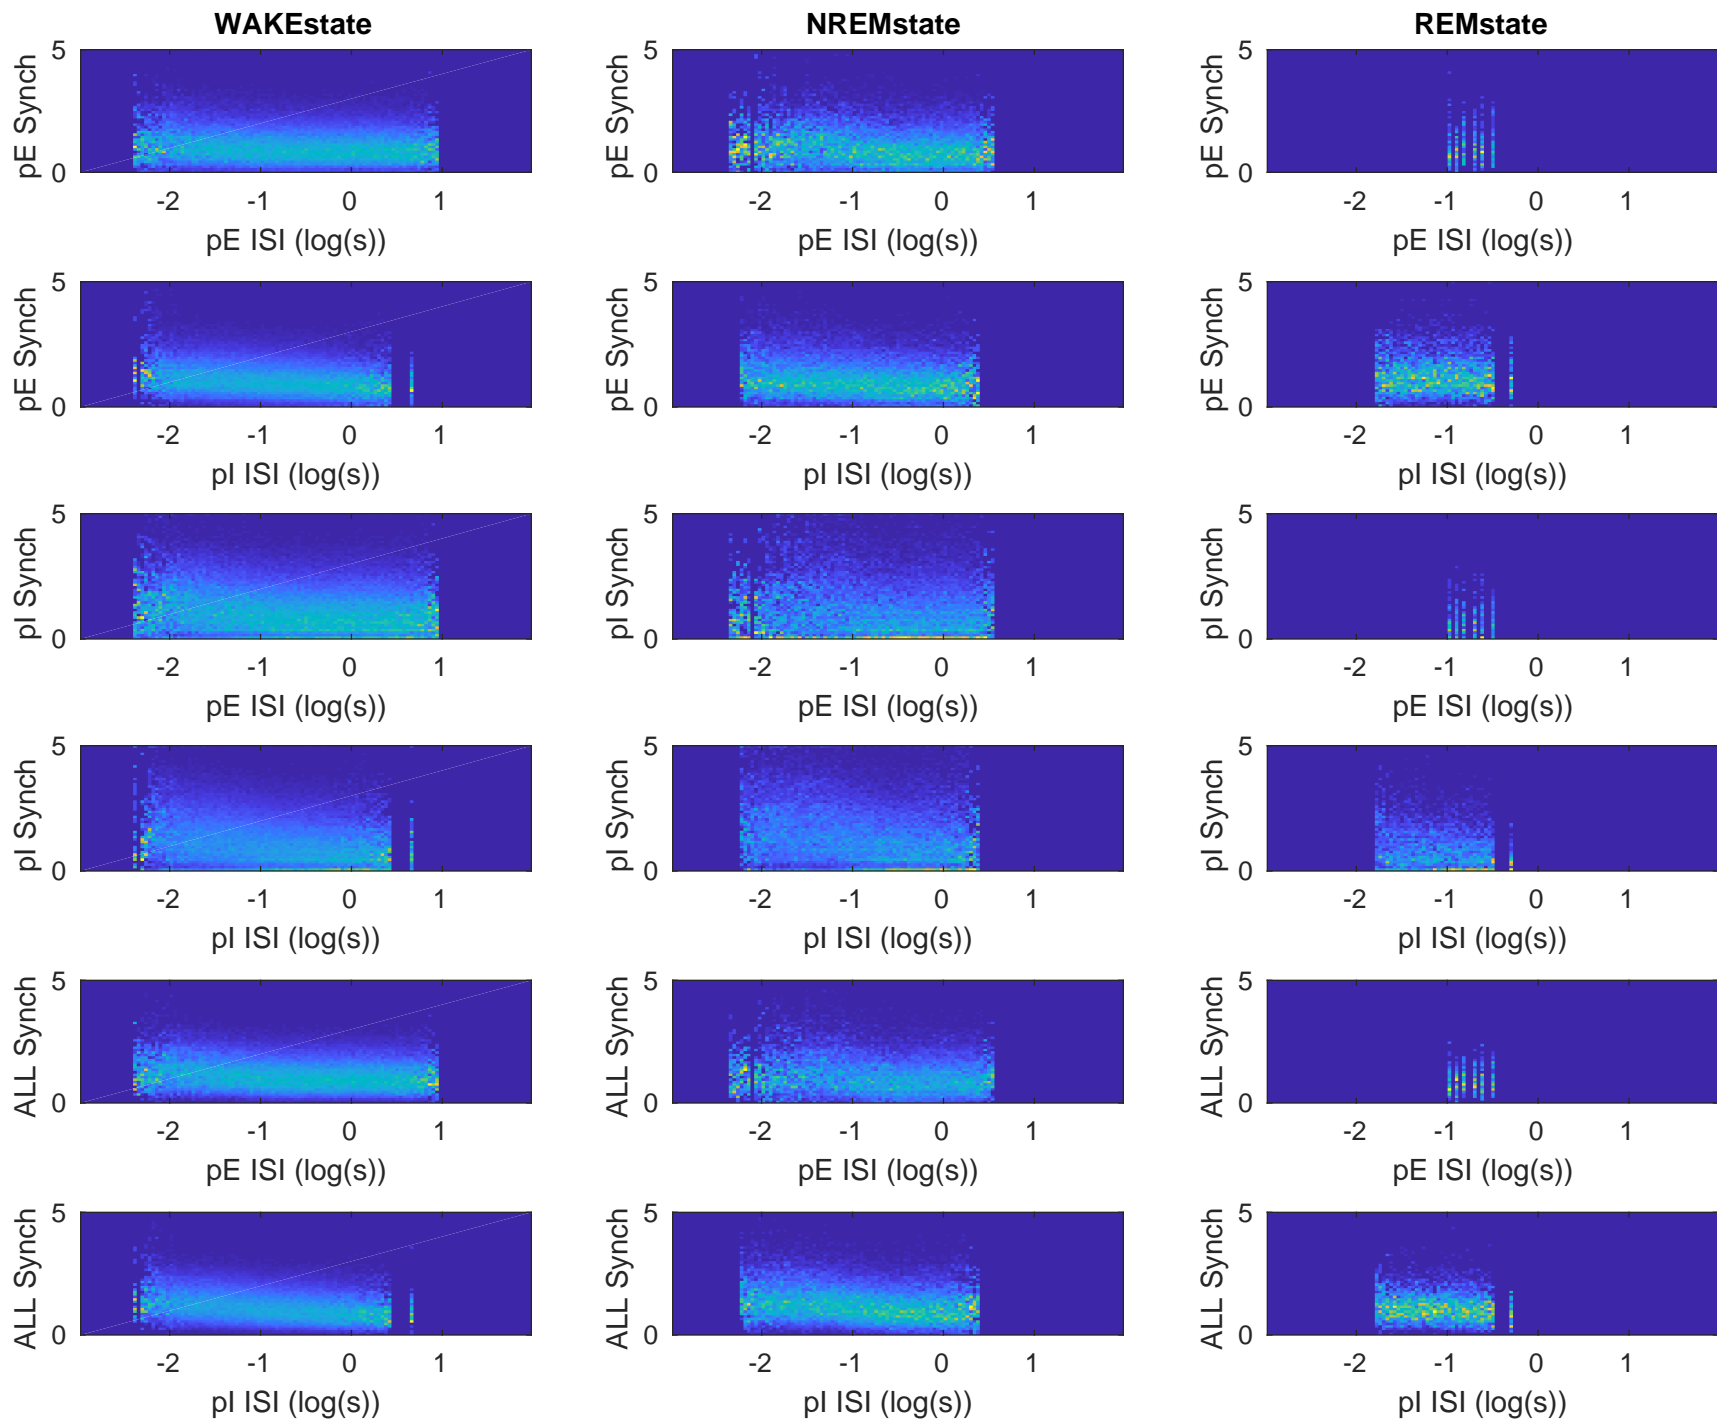 WAKEstate NREMstate REMstate
5 5 5
pE Synch pE Synch pE Synch
0 0 0
-2 -1 0 1 -2 -1 0 1 -2 -1 0 1
pE ISI (log(s)) pE ISI (log(s)) pE ISI (log(s))
5 5 5
pE Synch pE Synch pE Synch
0 0 0
-2 -1 0 1 -2 -1 0 1 -2 -1 0 1
pI ISI (log(s)) pI ISI (log(s)) pI ISI (log(s))
5 5 5
pI Synch pI Synch pI Synch
0 0 0
-2 -1 0 1 -2 -1 0 1 -2 -1 0 1
pE ISI (log(s)) pE ISI (log(s)) pE ISI (log(s))
5 5 5
pI Synch pI Synch pI Synch
0 0 0
-2 -1 0 1 -2 -1 0 1 -2 -1 0 1
pI ISI (log(s)) pI ISI (log(s)) pI ISI (log(s))
5 5 5
ALL Synch ALL Synch ALL Synch
0 0 0
-2 -1 0 1 -2 -1 0 1 -2 -1 0 1
pE ISI (log(s)) pE ISI (log(s)) pE ISI (log(s))
5 5 5
ALL Synch ALL Synch ALL Synch
0 0 0
-2 -1 0 1 -2 -1 0 1 -2 -1 0 1
pI ISI (log(s)) pI ISI (log(s)) pI ISI (log(s))